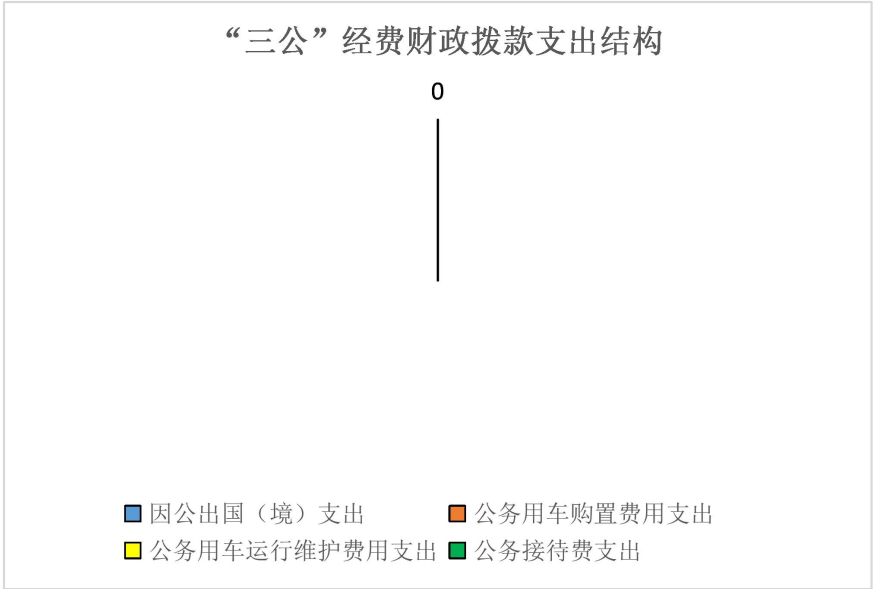 “三公”经费财政拨款支出结构
0
因公出国（境）支出 公务用车购置费用支出
公务用车运行维护费用支出 公务接待费支出